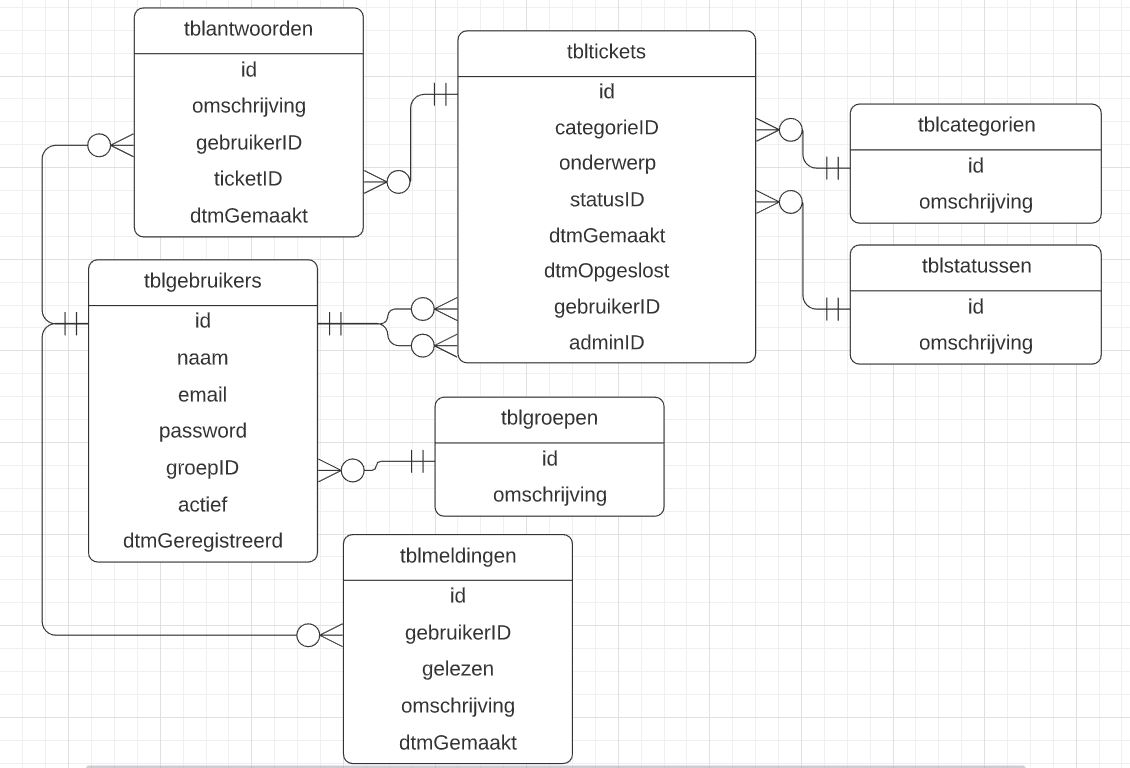 tblantwoorden
id
omschrijving
gebruikerID
ticketID
dtmGemaakt
tbltickets
id
categorieID
onderwerp
statusID
dtmGemaakt
dtmOpgeslost
gebruikerID
adminID
tblcategorien
id
omschrijving
tblstatussen
id
omschrijving
tblgebruikers
id
naam
email
password
groepID
actief
dtmGeregistreerd
tblgroepen
id
omschrijving
tblmeldingen
id
gebruikerID
gelezen
omschrijving
dtmGemaakt